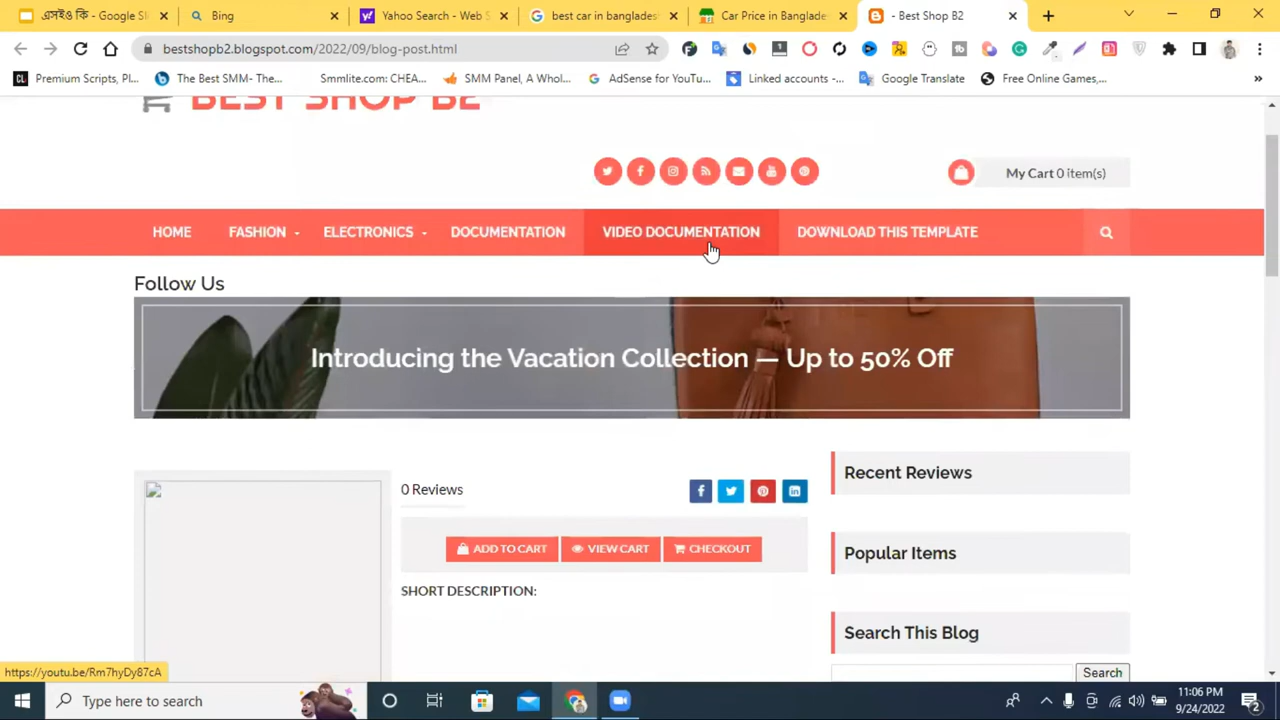 এসইও কি - Google Sli
Bing
Yahoo Search - Web S
best car in bangladesh
Car Price in Banglade
- Best Shop B2
bestshopb2.blogspot.com/2022/09/blog-post.html
Premium Scripts, Pl...
The Best SMM- The...
Smmlite.com: CHEA...
SMM Panel, A Whol...
AdSense for YouTu...
Linked accounts -...
Google Translate
Free Online Games,...
BEST SHOP B2
My Cart 0 item(s)
HOME
FASHION
ELECTRONICS
DOCUMENTATION
VIDEO DOCUMENTATION
DOWNLOAD THIS TEMPLATE
Follow Us
Introducing the Vacation Collection — Up to 50% Off
0 Reviews
ADD TO CART
VIEW CART
CHECKOUT
SHORT DESCRIPTION:
Recent Reviews
Popular Items
Search This Blog
Search
https://youtu.be/Rm7hyDy87cA
Type here to search
11:06 PM
9/24/2022
2